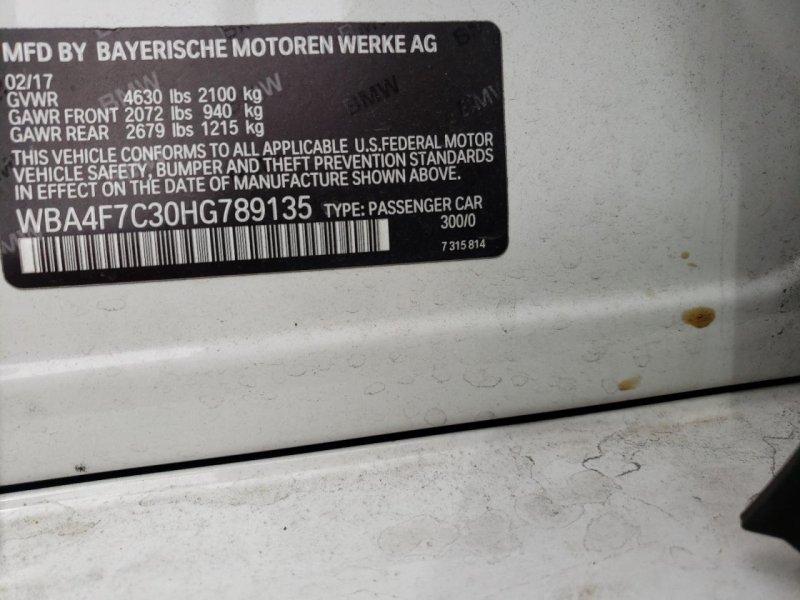 MFD BY BAYERISCHE MOTOREN WERKE AG
02/17
GVWR 4630 lbs 2100 kg
GAWR FRONT 2072 lbs 940 kg
GAWR REAR 2679 lbs 1215 kg
THIS VEHICLE CONFORMS TO ALL APPLICABLE U.S.FEDERAL MOTOR
VEHICLE SAFETY, BUMPER AND THEFT PREVENTION STANDARDS
IN EFFECT ON THE DATE OF MANUFACTURE SHOWN ABOVE.
WBA4F7C30HG789135 TYPE: PASSENGER CAR
300/0
7 315 814
BMW
BMW
BMW